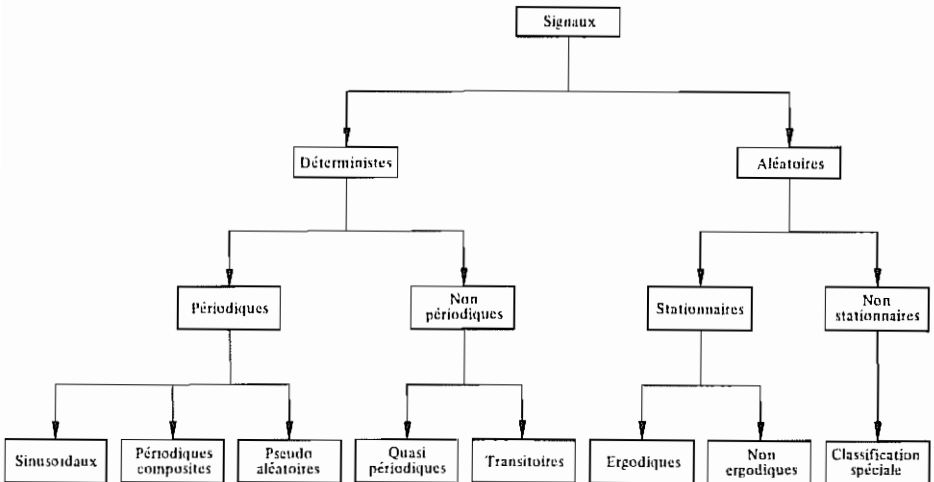 Signaux
Déterministes
Aléatoires
Périodiques
Non
périodiques
Stationnaires
Non
stationnaires
Sinusoïdaux
Périodiques
composites
Pseudo
aléatoires
Quasi
périodiques
Transitoires
Ergodiques
Non
ergodiques
Classification
spéciale